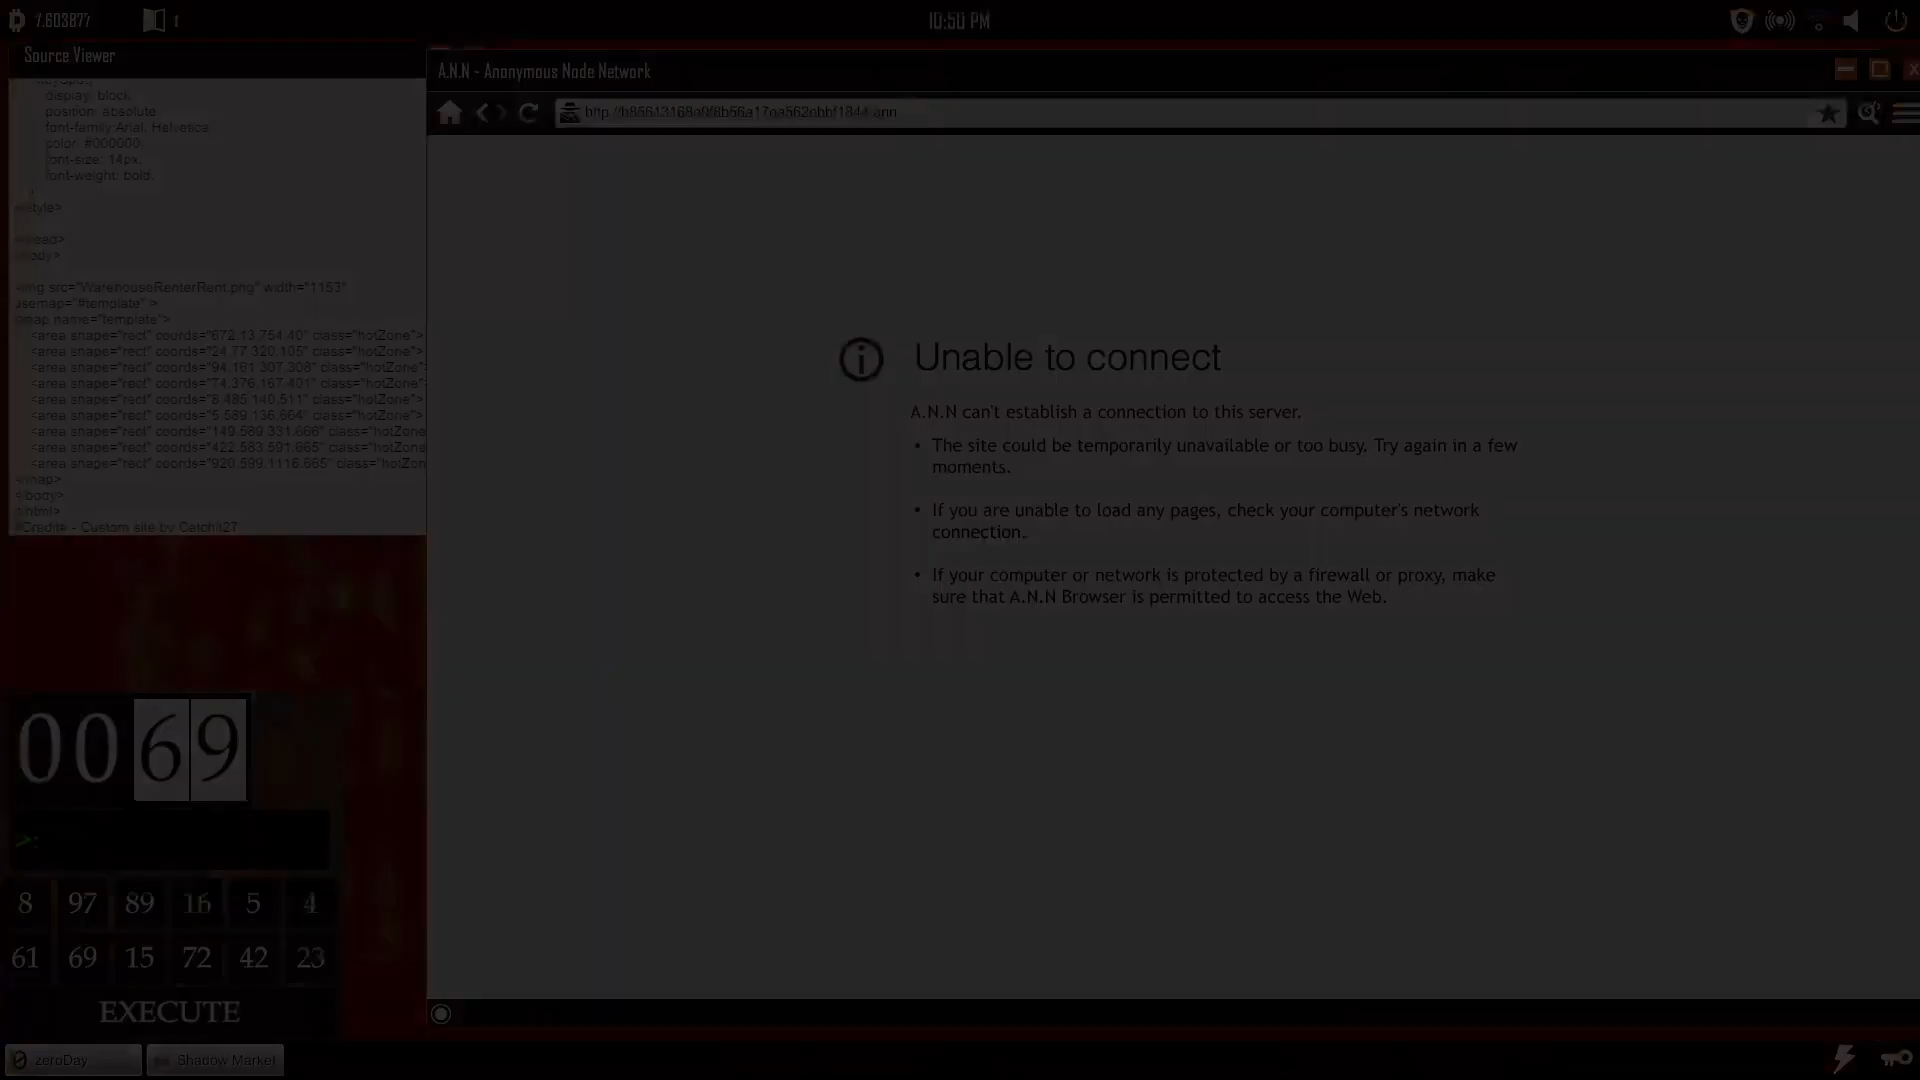 7.603877
1
10:50 PM
Source Viewer
display: block
position: absolute
font-family:Arial, Helvetica
color: #000000
font-size: 14px,
font-weight: bold,
}
<img src="WarehouseRenterRent.png" width="1153"
usemap="#template" >
<map name="template">
<area shape="rect" coords="672,13,754,40" class="hotZone">
<area shape="rect" coords="24,77,320,105" class="hotZone">
<area shape="rect" coords="94,161,307,308" class="hotZone">
<area shape="rect" coords="74,376,167,401" class="hotZone">
<area shape="rect" coords="8,485,140,511" class="hotZone">
<area shape="rect" coords="5,589,136,664" class="hotZone">
<area shape="rect" coords="149,589,331,666" class="hotZone
<area shape="rect" coords="422,583,591,665" class="hotZone
<area shape="rect" coords="920,599,1116,665" class="hotZon
</map>
</body>
</html>
#Credits - Custom site by
A.N.N - Anonymous Node Network
Unable to connect
A.N.N can't establish a connection to this server.
• The site could be temporarily unavailable or too busy. Try again in a few
moments.
• If you are unable to load any pages, check your computer's network
connection.
• If your computer or network is protected by a firewall or proxy, make
sure that A.N.N Browser is permitted to access the Web.
0069
>:
8 97 89 16 5 4
61 69 15 72 42 23
EXECUTE
zeroDay
Shadow Market